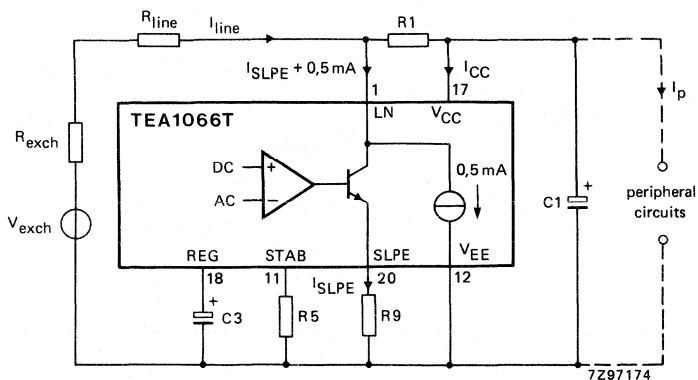 Rline
Iline
R1
ISLPE + 0,5 mA
ICC
Ip
1
17
LN
VCC
TEA1066T
Rexch
DC
+
AC
−
0,5 mA
C1
+
peripheral
circuits
Vexch
REG
STAB
SLPE
VEE
18
11
ISLPE
20
12
+
C3
R5
R9
7Z97174